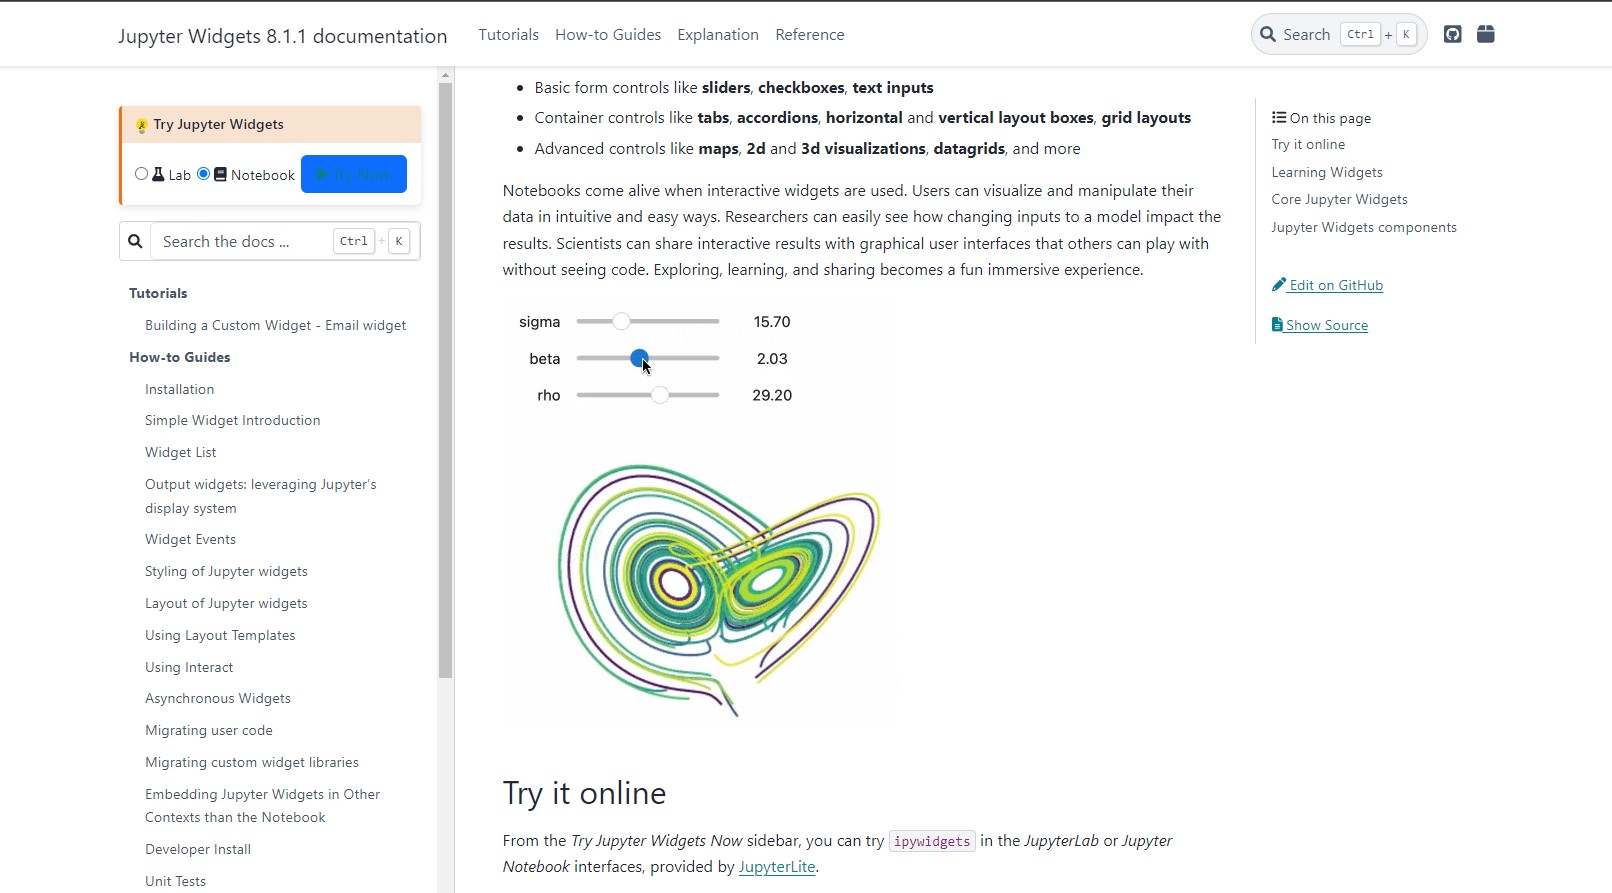 Jupyter Widgets 8.1.1 documentation
Tutorials How-to Guides Explanation Reference
Search Ctrl + K
Try Jupyter Widgets
Lab Notebook Try Now
Search the docs ... Ctrl + K
Tutorials
Building a Custom Widget - Email widget
How-to Guides
Installation
Simple Widget Introduction
Widget List
Output widgets: leveraging Jupyter's
display system
Widget Events
Styling of Jupyter widgets
Layout of Jupyter widgets
Using Layout Templates
Using Interact
Asynchronous Widgets
Migrating user code
Migrating custom widget libraries
Embedding Jupyter Widgets in Other
Contexts than the Notebook
Developer Install
Unit Tests
Basic form controls like sliders, checkboxes, text inputs
Container controls like tabs, accordions, horizontal and vertical layout boxes, grid layouts
Advanced controls like maps, 2d and 3d visualizations, datagrids, and more
Notebooks come alive when interactive widgets are used. Users can visualize and manipulate their
data in intuitive and easy ways. Researchers can easily see how changing inputs to a model impact the
results. Scientists can share interactive results with graphical user interfaces that others can play with
without seeing code. Exploring, learning, and sharing becomes a fun immersive experience.
sigma 15.70
beta 2.03
rho 29.20
Try it online
From the Try Jupyter Widgets Now sidebar, you can try ipywidgets in the JupyterLab or Jupyter
Notebook interfaces, provided by JupyterLite.
On this page
Try it online
Learning Widgets
Core Jupyter Widgets
Jupyter Widgets components
Edit on GitHub
Show Source